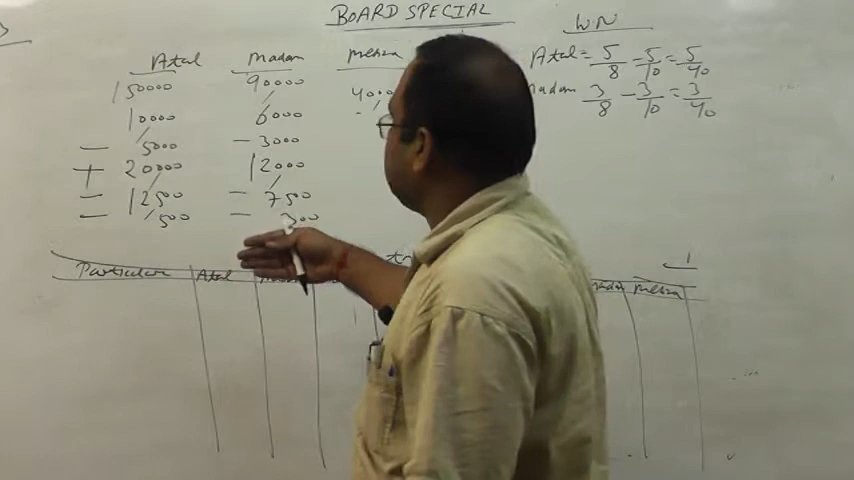 BOARD SPECIAL
WN
Atal Madan Mehra
150000 90000
10000 6000
— 5000 — 3000
+ 20000 12000
— 12500 — 7500
— 500 — 300
Atal = 5/8 - 5/10 = 5/40
Madan 3/8 - 3/10 = 3/40
Particular Atal
Madan Mehra